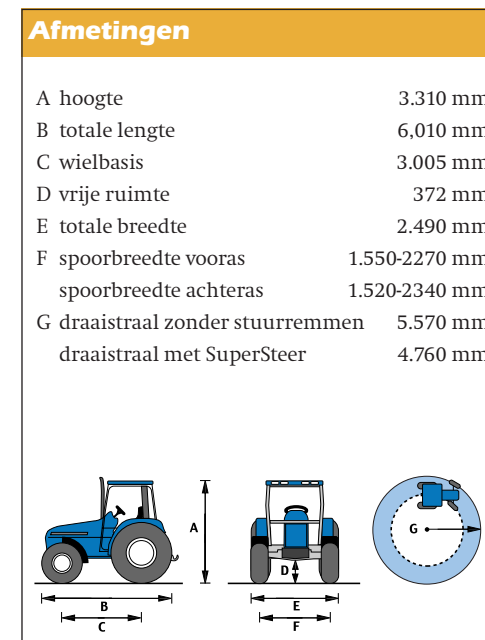 Afmetingen
A hoogte 3.310 mm
B totale lengte 6,010 mm
C wielbasis 3.005 mm
D vrije ruimte 372 mm
E totale breedte 2.490 mm
F spoorbreedte vooras 1.550-2270 mm
spoorbreedte achteras 1.520-2340 mm
G draaistraal zonder stuurremmen 5.570 mm
draaistraal met SuperSteer 4.760 mm
A
B
C
D
E
F
G